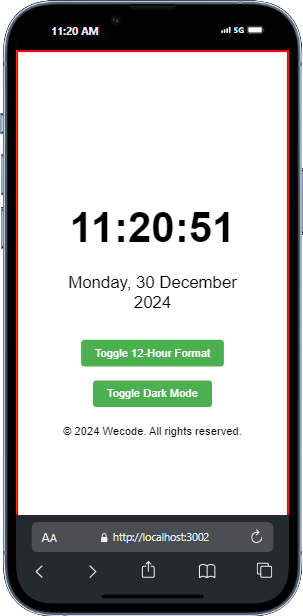 11:20 AM
5G
11:20:51
Monday, 30 December
2024
Toggle 12-Hour Format
Toggle Dark Mode
© 2024 Wecode. All rights reserved.
AA
http://localhost:3002